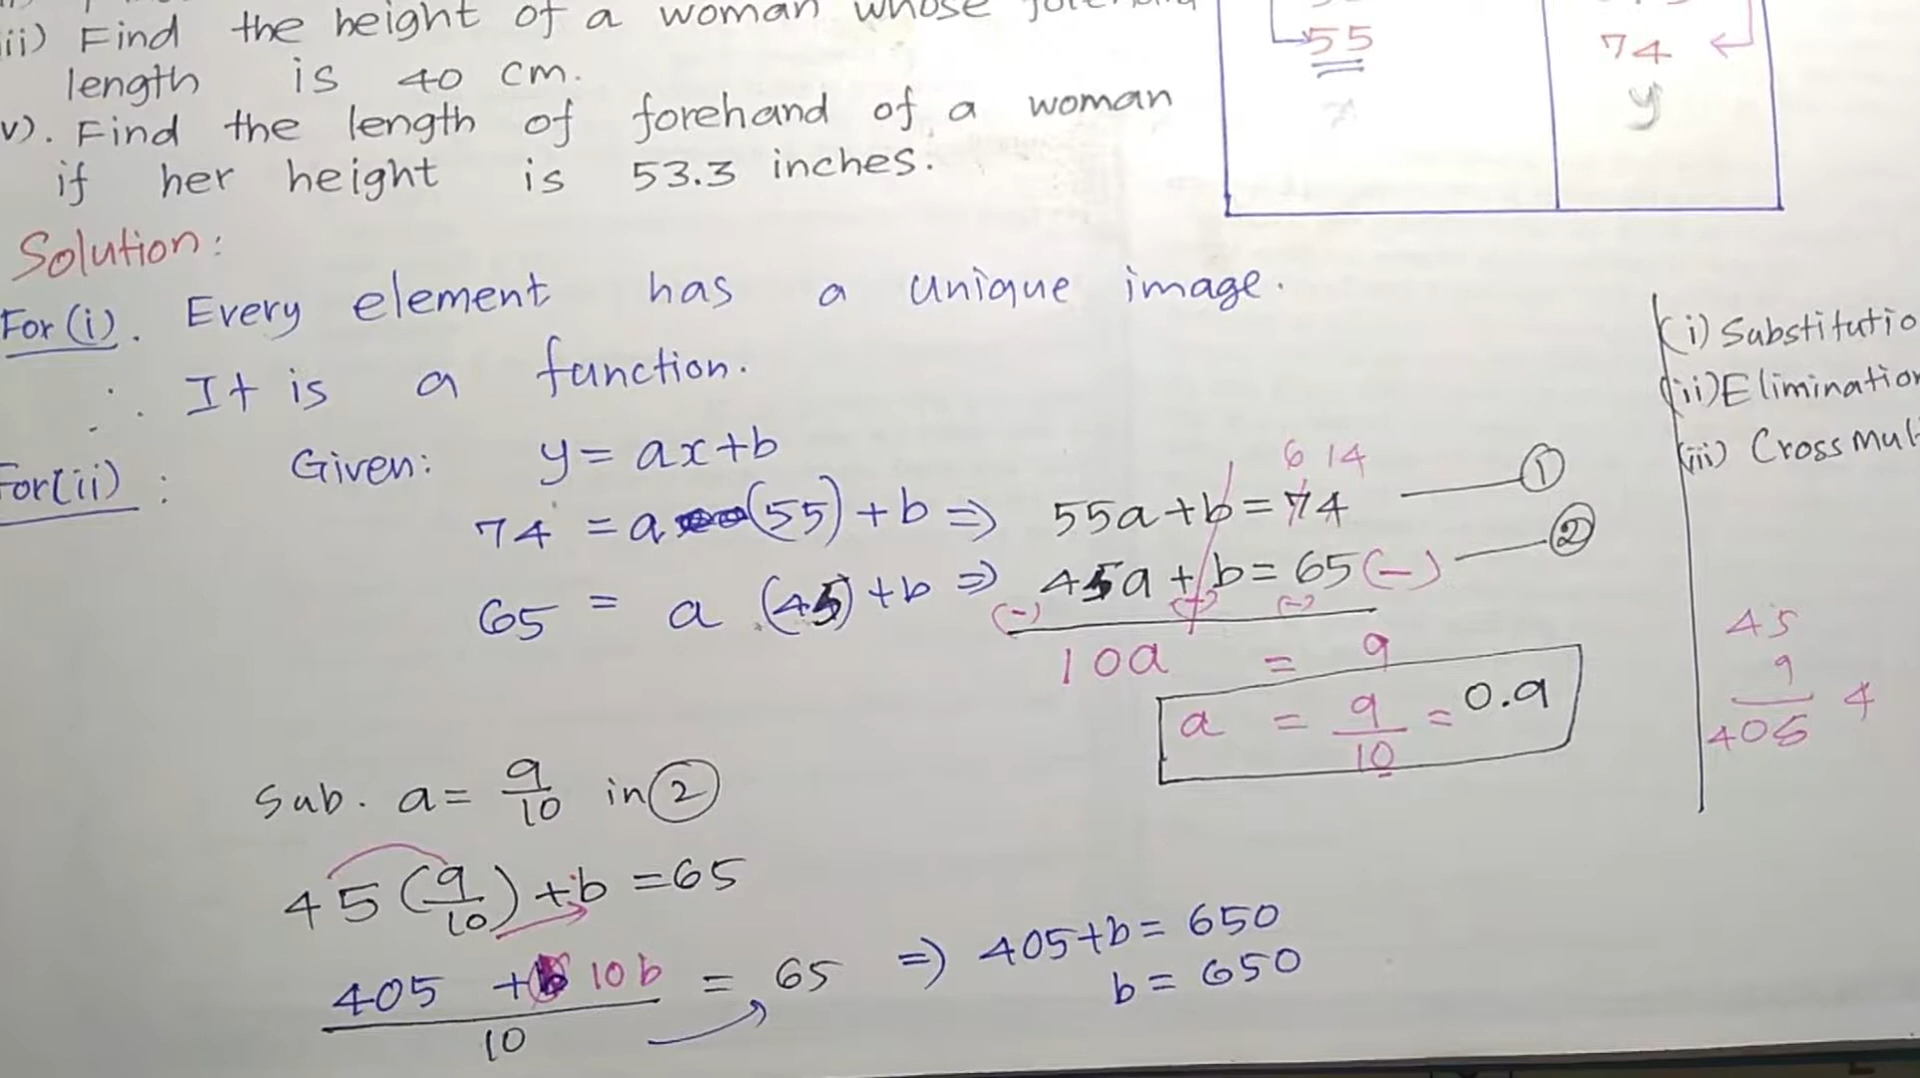 iii) Find the height of a woman whose
length is 40 cm.
v). Find the length of forehand of a woman
if her height is 53.3 inches.
55
74
x
y
Solution:
For (i). Every element has a unique image.
∴ It is a function.
For(ii) : Given: y = ax+b
74 = a (55) + b ⇒ 55a + b = 74 ①
6 14
65 = a (45) + b ⇒ 45a + b = 65 (-) ②
(-) (-) (-)
10a = 9
a = 9/10 = 0.9
(i) Substitutio
(ii) Elimination
(iii) Cross Mul
45
9
405 4
Sub. a = 9/10 in ②
45 (9/10) + b = 65
405 + 10b / 10 = 65 ⇒ 405+b = 650
b = 650